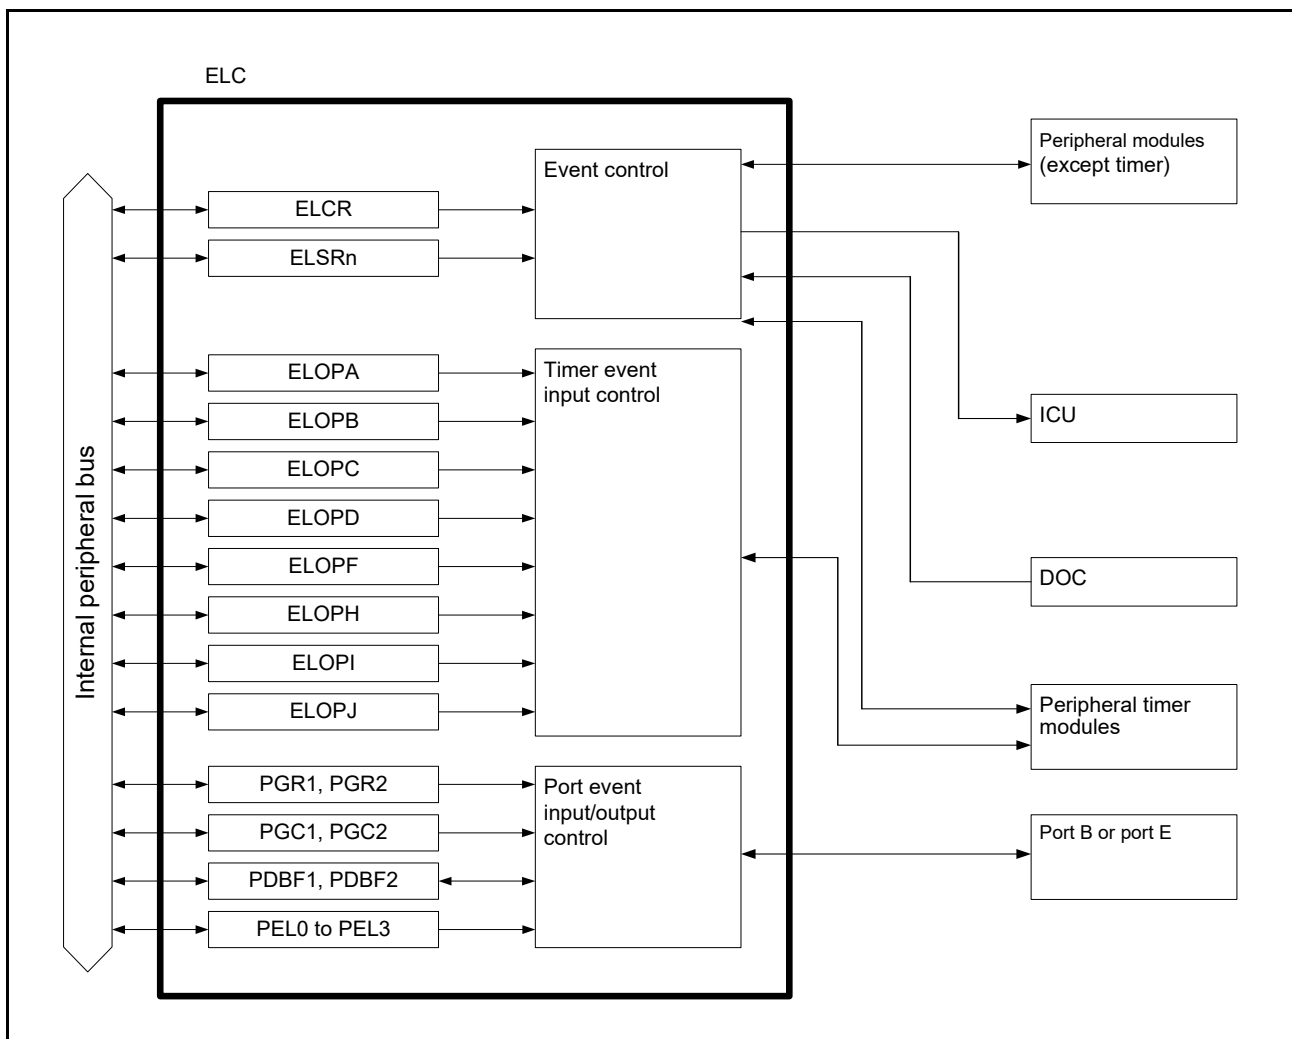 ELC
Internal peripheral bus
ELCR
ELSRn
ELOPA
ELOPB
ELOPC
ELOPD
ELOPF
ELOPH
ELOPI
ELOPJ
PGR1, PGR2
PGC1, PGC2
PDBF1, PDBF2
PEL0 to PEL3
Event control
Timer event
input control
Port event
input/output
control
Peripheral modules
(except timer)
ICU
DOC
Peripheral timer
modules
Port B or port E